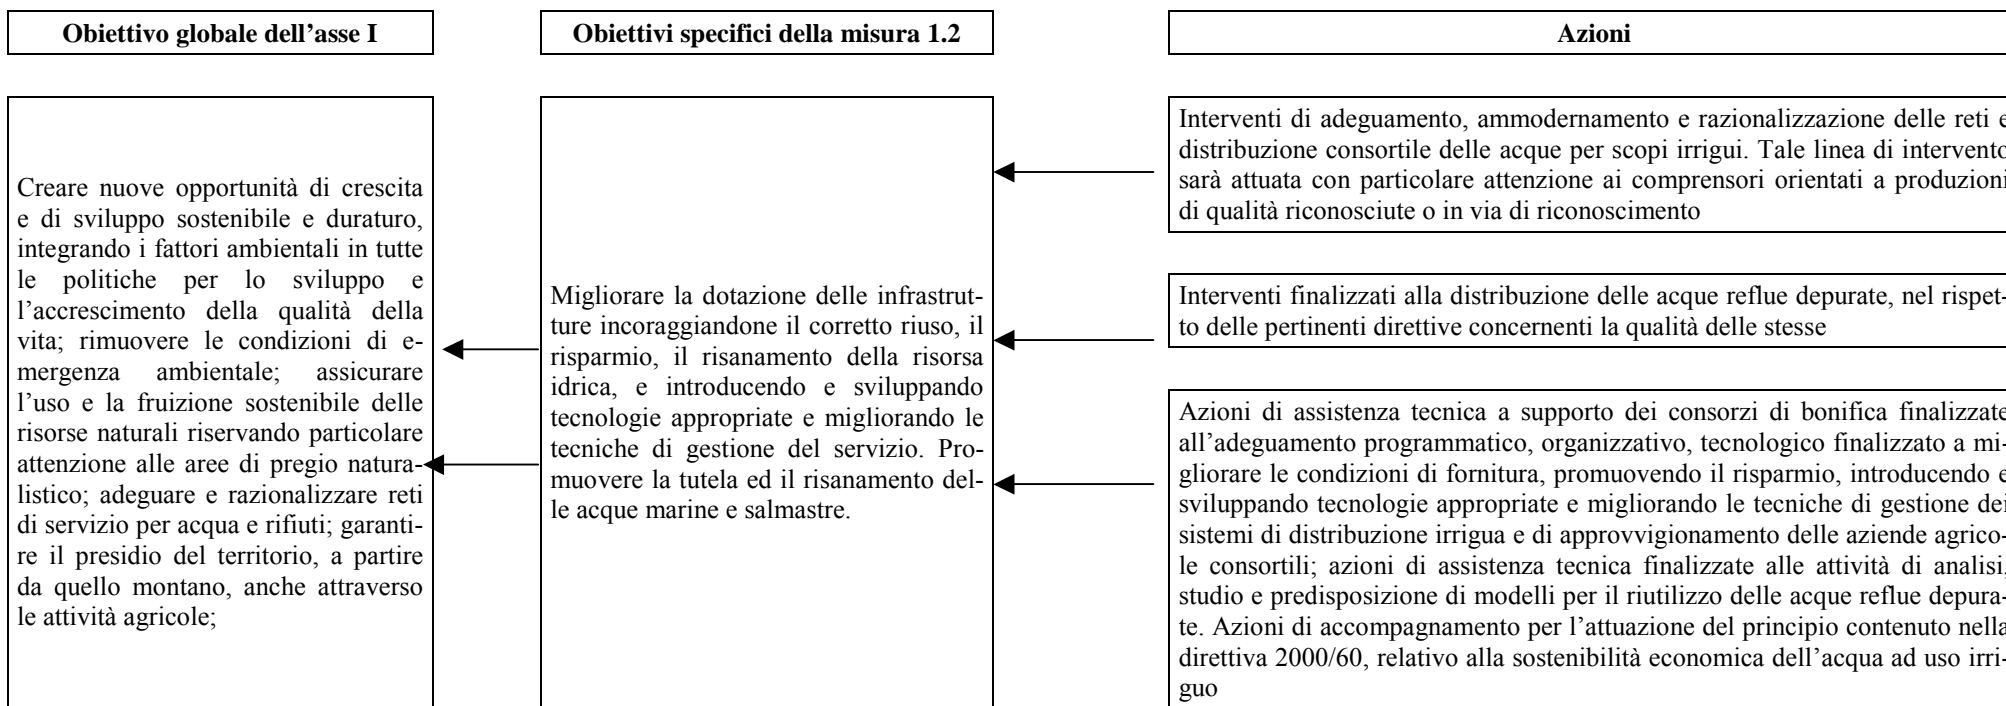 Obiettivo globale dell’asse I
Obiettivi specifici della misura 1.2
Azioni
Creare nuove opportunità di crescita
e di sviluppo sostenibile e duraturo,
integrando i fattori ambientali in tutte
le politiche per lo sviluppo e
l’accrescimento della qualità della
vita; rimuovere le condizioni di e-
mergenza ambientale; assicurare
l’uso e la fruizione sostenibile delle
risorse naturali riservando particolare
attenzione alle aree di pregio natura-
listico; adeguare e razionalizzare reti
di servizio per acqua e rifiuti; garanti-
re il presidio del territorio, a partire
da quello montano, anche attraverso
le attività agricole;
Migliorare la dotazione delle infrastrut-
ture incoraggiandone il corretto riuso, il
risparmio, il risanamento della risorsa
idrica, e introducendo e sviluppando
tecnologie appropriate e migliorando le
tecniche di gestione del servizio. Pro-
muovere la tutela ed il risanamento del-
le acque marine e salmastre.
Interventi di adeguamento, ammodernamento e razionalizzazione delle reti e
distribuzione consortile delle acque per scopi irrigui. Tale linea di intervento
sarà attuata con particolare attenzione ai comprensori orientati a produzioni
di qualità riconosciute o in via di riconoscimento
Interventi finalizzati alla distribuzione delle acque reflue depurate, nel rispet-
to delle pertinenti direttive concernenti la qualità delle stesse
Azioni di assistenza tecnica a supporto dei consorzi di bonifica finalizzate
all’adeguamento programmatico, organizzativo, tecnologico finalizzato a mi-
gliorare le condizioni di fornitura, promuovendo il risparmio, introducendo e
sviluppando tecnologie appropriate e migliorando le tecniche di gestione dei
sistemi di distribuzione irrigua e di approvvigionamento delle aziende agrico-
le consortili; azioni di assistenza tecnica finalizzate alle attività di analisi,
studio e predisposizione di modelli per il riutilizzo delle acque reflue depura-
te. Azioni di accompagnamento per l’attuazione del principio contenuto nella
direttiva 2000/60, relativo alla sostenibilità economica dell’acqua ad uso irri-
guo